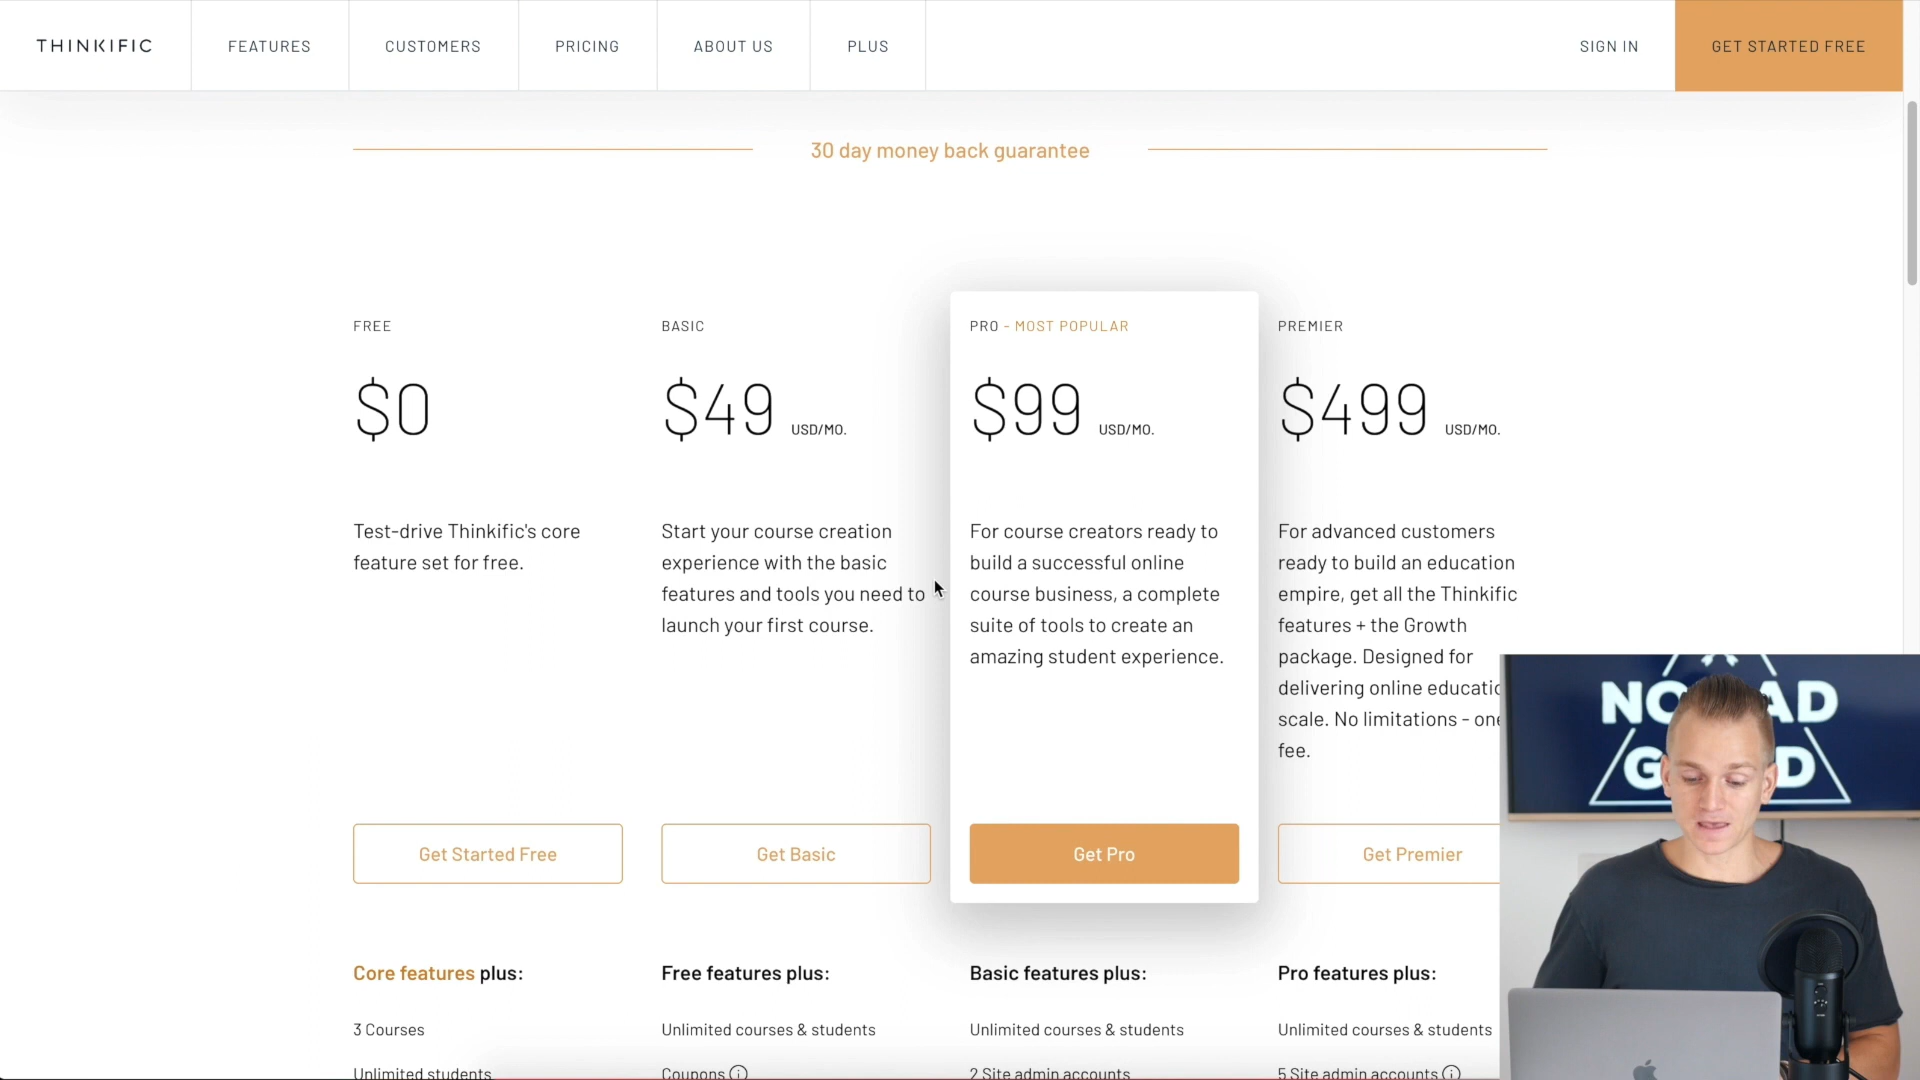 THINKIFIC
FEATURES
CUSTOMERS
PRICING
ABOUT US
PLUS
SIGN IN
GET STARTED FREE
30 day money back guarantee
FREE
$0
Test-drive Thinkific's core
feature set for free.
Get Started Free
Core features plus:
3 Courses
Unlimited students
BASIC
$49 USD/MO.
Start your course creation
experience with the basic
features and tools you need to
launch your first course.
Get Basic
Free features plus:
Unlimited courses & students
Coupons
PRO - MOST POPULAR
$99 USD/MO.
For course creators ready to
build a successful online
course business, a complete
suite of tools to create an
amazing student experience.
Get Pro
Basic features plus:
Unlimited courses & students
2 Site admin accounts
PREMIER
$499 USD/MO.
For advanced customers
ready to build an education
empire, get all the Thinkific
features + the Growth
package. Designed for
delivering online
scale. No limitations -
fee.
Get Premier
Pro features plus:
Unlimited courses & students
5 Site admin accounts